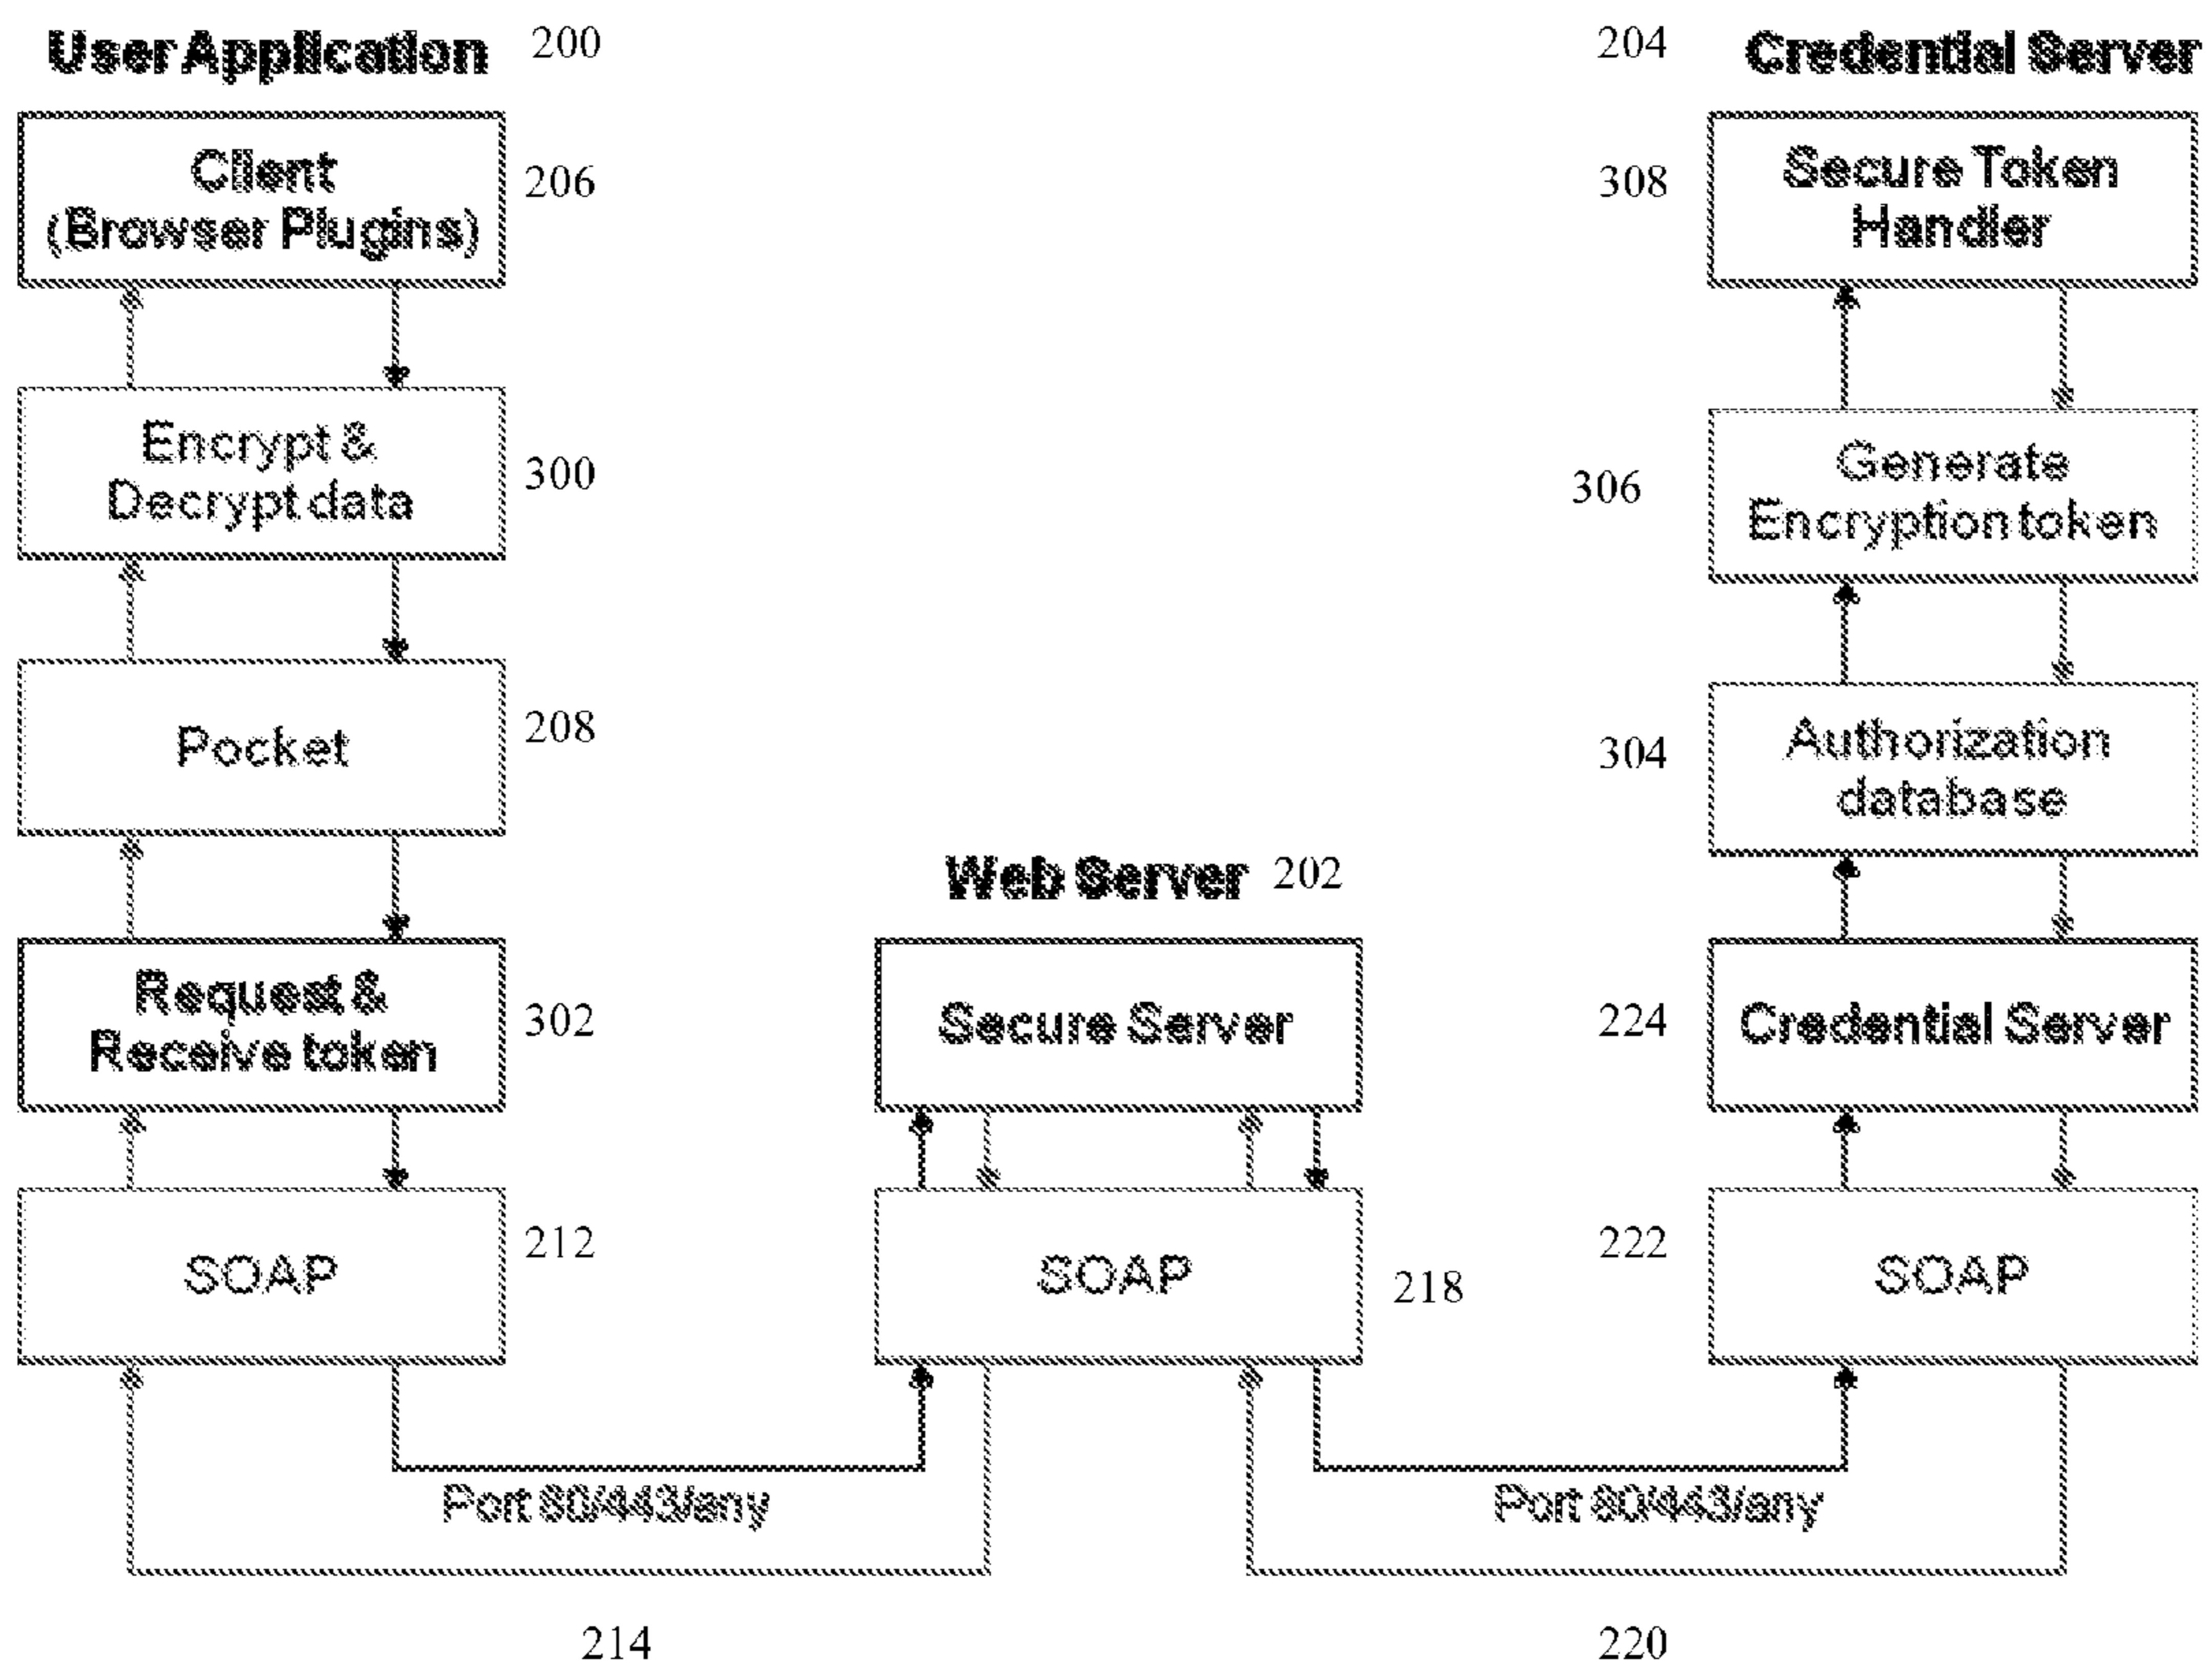 User Application 200
Client
(Browser Plugins)
206
Encrypt &
Decrypt data
300
Pocket
208
Request &
Receive token
302
SOAP
212
Port 80/443/any
214
Web Server 202
Secure Server
SOAP
218
Port 80/443/any
220
204 Credential Server
308
Secure Token
Handler
306
Generate
Encryption token
304
Authorization
database
224
Credential Server
222
SOAP